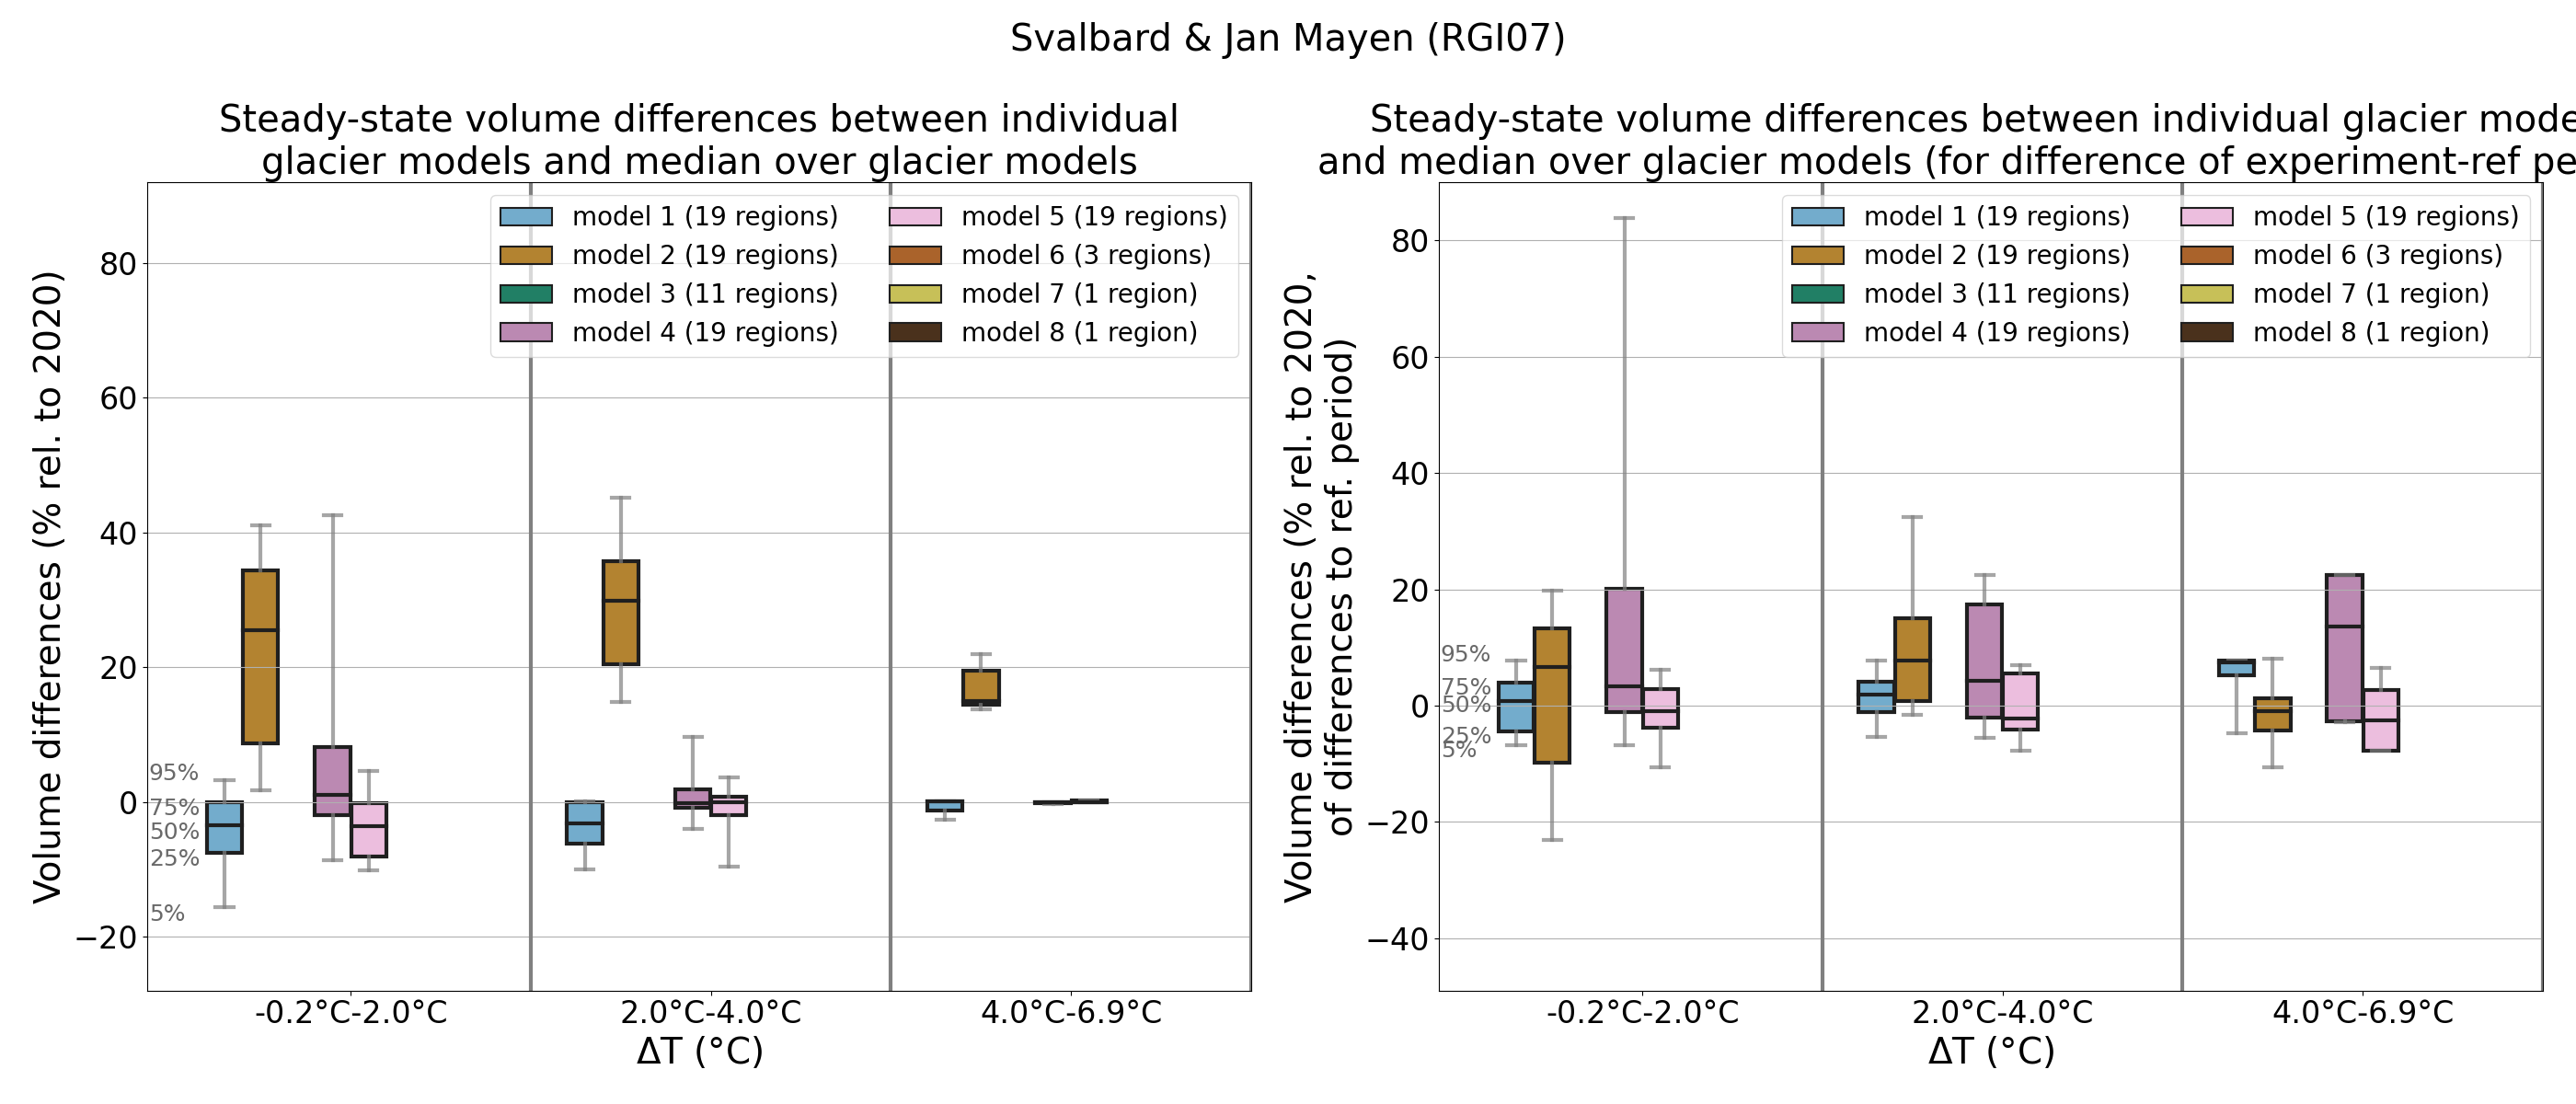 Svalbard & Jan Mayen (RGI07)
Steady-state volume differences between individual
glacier models and median over glacier models
Volume differences (% rel. to 2020)
80
60
40
20
0
−20
model 1 (19 regions)
model 2 (19 regions)
model 3 (11 regions)
model 4 (19 regions)
model 5 (19 regions)
model 6 (3 regions)
model 7 (1 region)
model 8 (1 region)
95%
75%
50%
25%
5%
-0.2°C-2.0°C
2.0°C-4.0°C
4.0°C-6.9°C
ΔT (°C)
Steady-state volume differences between individual glacier mode
and median over glacier models (for difference of experiment-ref pe
Volume differences (% rel. to 2020,
of differences to ref. period)
80
60
40
20
0
−20
−40
model 1 (19 regions)
model 2 (19 regions)
model 3 (11 regions)
model 4 (19 regions)
model 5 (19 regions)
model 6 (3 regions)
model 7 (1 region)
model 8 (1 region)
95%
75%
50%
25%
5%
-0.2°C-2.0°C
2.0°C-4.0°C
4.0°C-6.9°C
ΔT (°C)